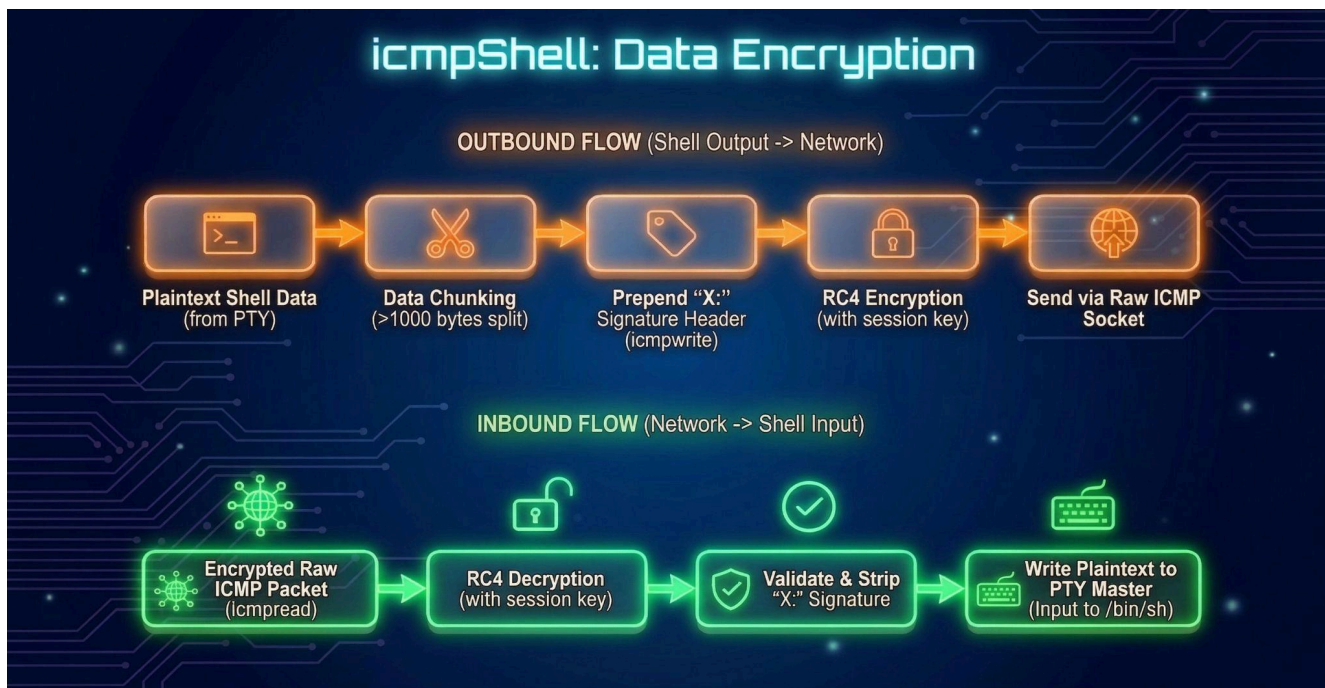 icmpShell: Data Encryption
OUTBOUND FLOW (Shell Output -> Network)
>_
Plaintext Shell Data
(from PTY)
Data Chunking
(>1000 bytes split)
Prepend “X:”
Signature Header
(icmpwrite)
RC4 Encryption
(with session key)
Send via Raw ICMP
Socket
INBOUND FLOW (Network -> Shell Input)
Encrypted Raw
ICMP Packet
(icmpread)
RC4 Decryption
(with session key)
Validate & Strip
“X:” Signature
Write Plaintext to
PTY Master
(Input to /bin/sh)